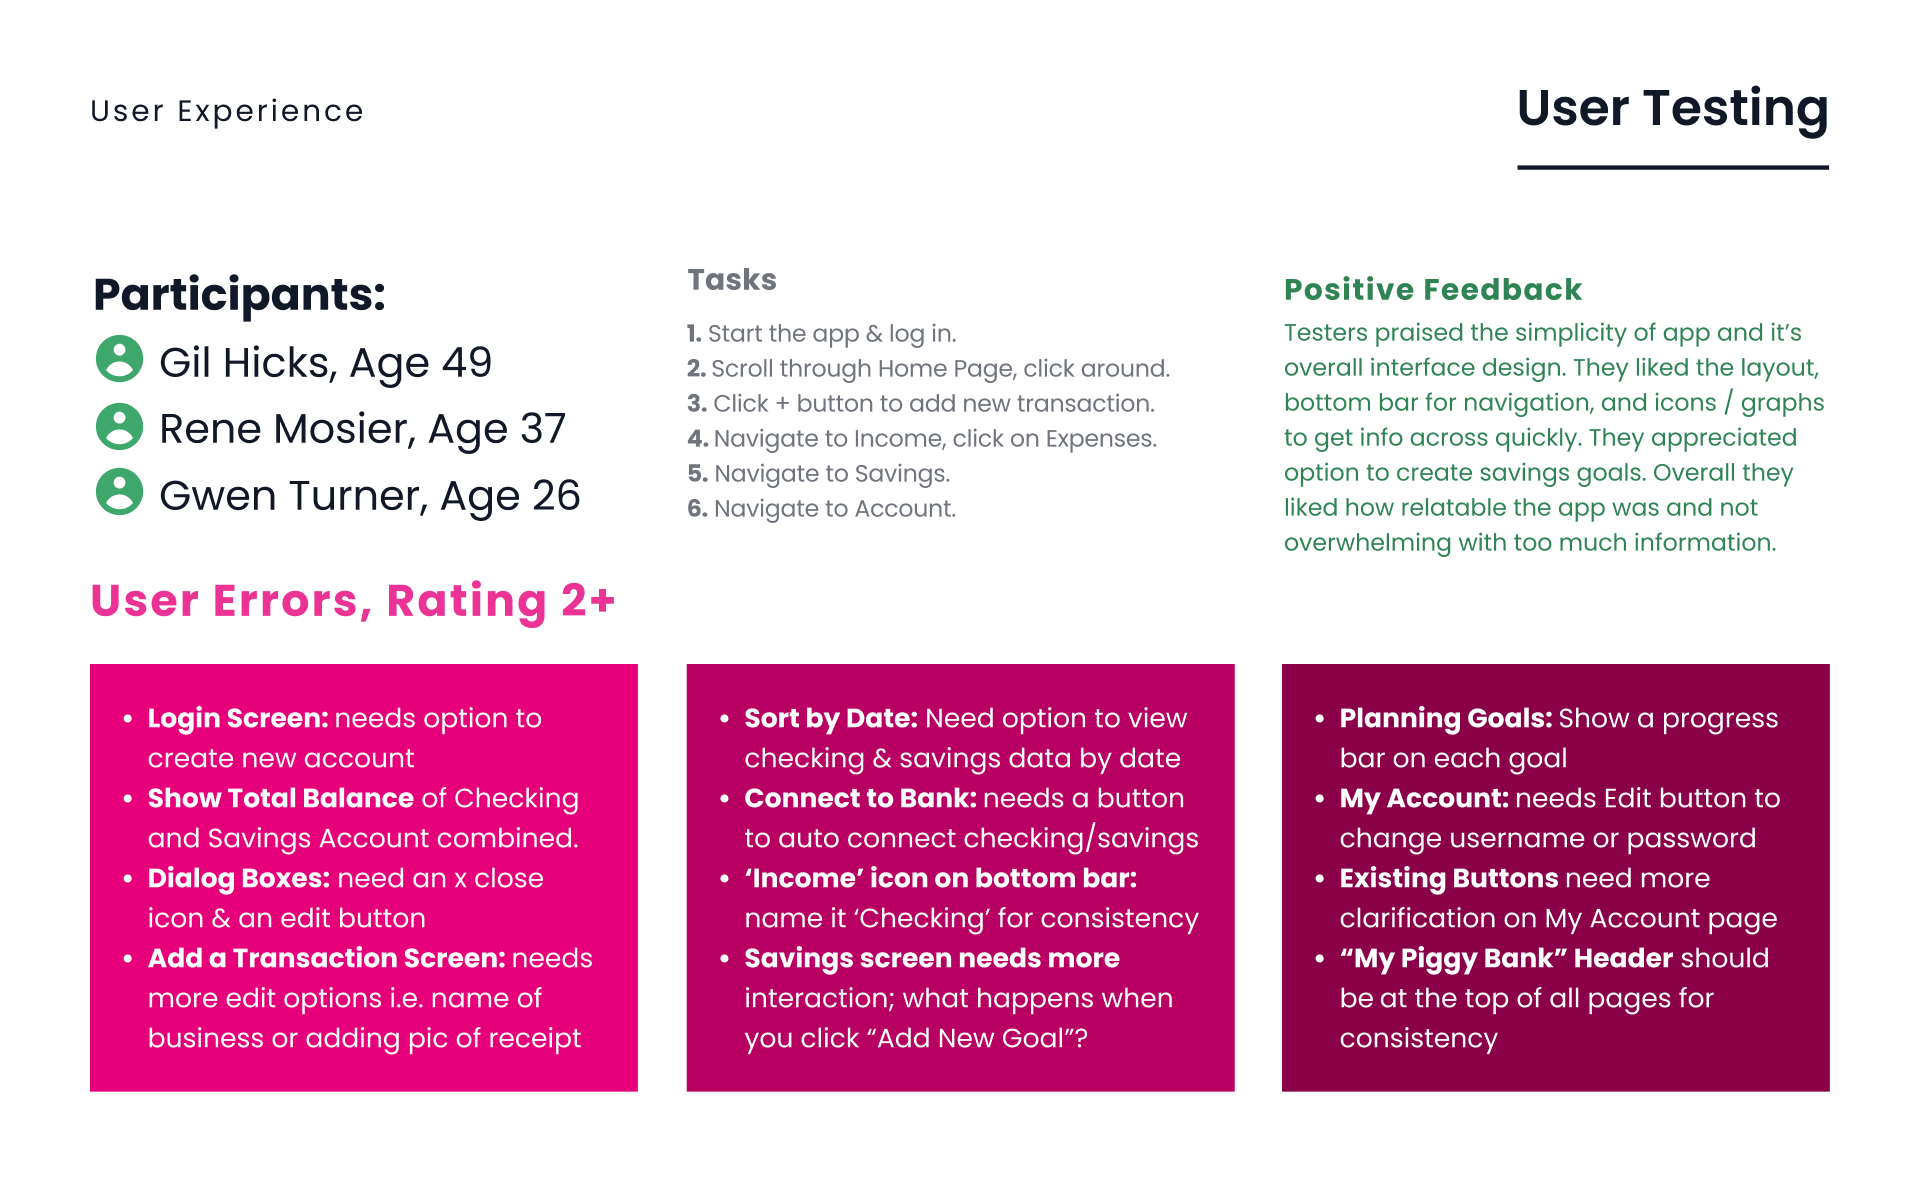 User Experience
User Testing
Participants:
Gil Hicks, Age 49
Rene Mosier, Age 37
Gwen Turner, Age 26
Tasks
1. Start the app & log in.
2. Scroll through Home Page, click around.
3. Click + button to add new transaction.
4. Navigate to Income, click on Expenses.
5. Navigate to Savings.
6. Navigate to Account.
Positive Feedback
Testers praised the simplicity of app and it’s
overall interface design. They liked the layout,
bottom bar for navigation, and icons / graphs
to get info across quickly. They appreciated
option to create savings goals. Overall they
liked how relatable the app was and not
overwhelming with too much information.
User Errors, Rating 2+
• Login Screen: needs option to
create new account
• Show Total Balance of Checking
and Savings Account combined.
• Dialog Boxes: need an x close
icon & an edit button
• Add a Transaction Screen: needs
more edit options i.e. name of
business or adding pic of receipt
• Sort by Date: Need option to view
checking & savings data by date
• Connect to Bank: needs a button
to auto connect checking/savings
• ‘Income’ icon on bottom bar:
name it ‘Checking’ for consistency
• Savings screen needs more
interaction; what happens when
you click “Add New Goal”?
• Planning Goals: Show a progress
bar on each goal
• My Account: needs Edit button to
change username or password
• Existing Buttons need more
clarification on My Account page
• “My Piggy Bank” Header should
be at the top of all pages for
consistency